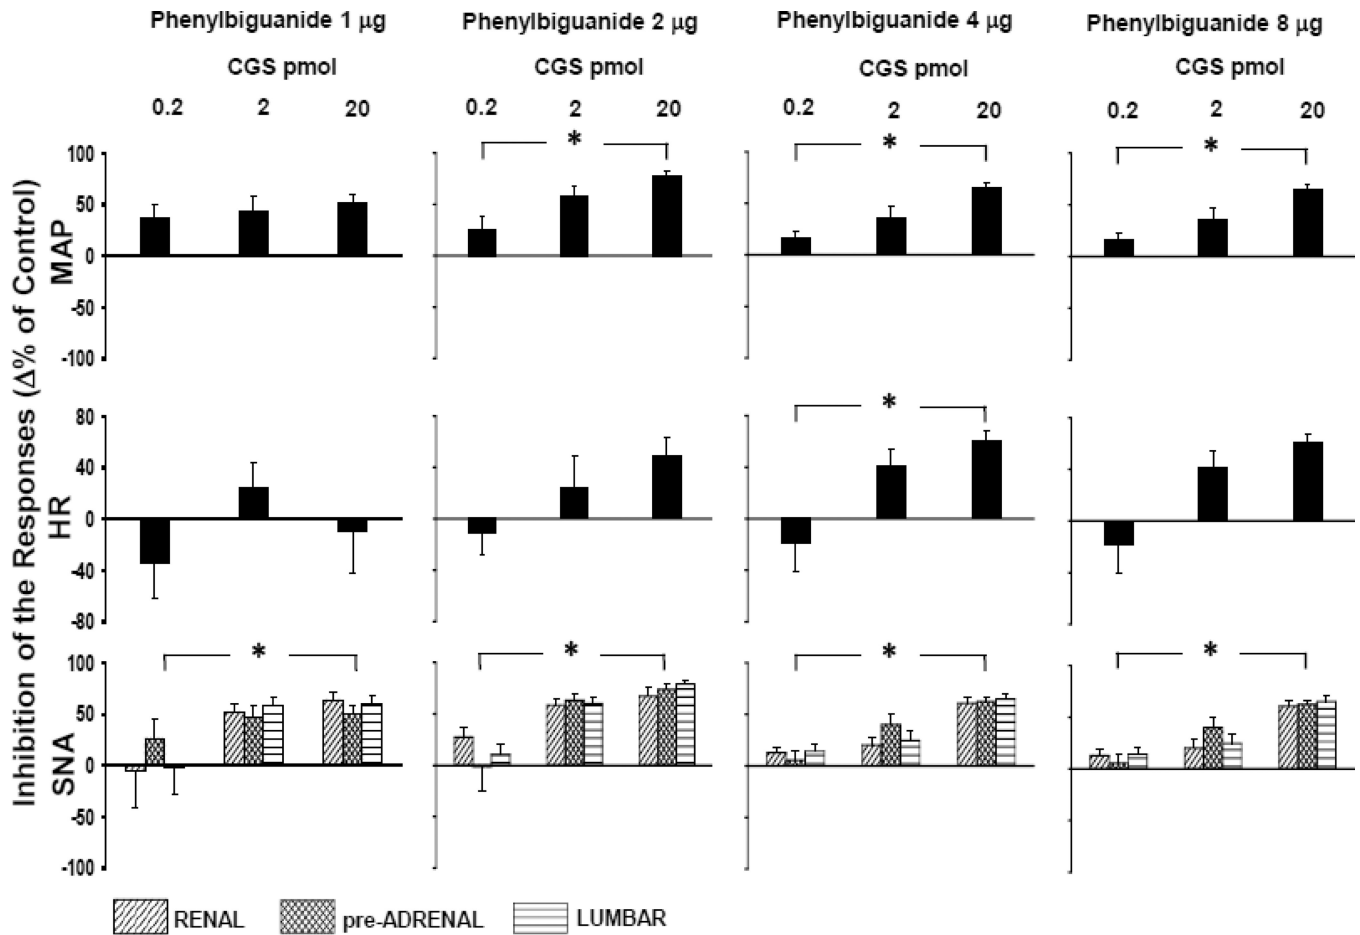 Phenylbiguanide 1 μg Phenylbiguanide 2 μg Phenylbiguanide 4 μg Phenylbiguanide 8 μg
CGS pmol CGS pmol CGS pmol CGS pmol
0.2 2 20 0.2 2 20 0.2 2 20 0.2 2 20
* * *
Inhibition of the Responses (Δ% of Control)
MAP
100
50
0
-50
-100
*
HR
80
40
0
-40
-80
* * * *
SNA
100
50
0
-50
-100
RENAL pre-ADRENAL LUMBAR